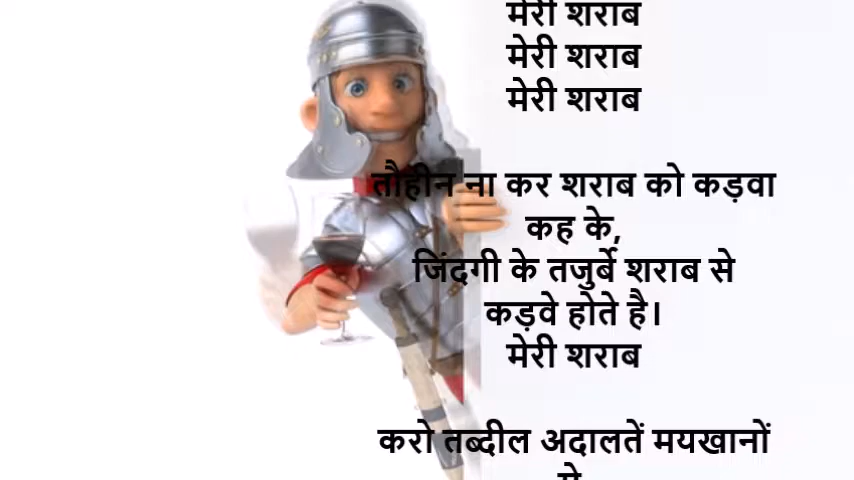 मेरी शराब
मेरी शराब
मेरी शराब
तौहीन ना कर शराब को कड़वा
कह के,
जिंदगी के तजुर्बे शराब से
कड़वे होते है।
मेरी शराब
करो तब्दील अदालतें मयखानों